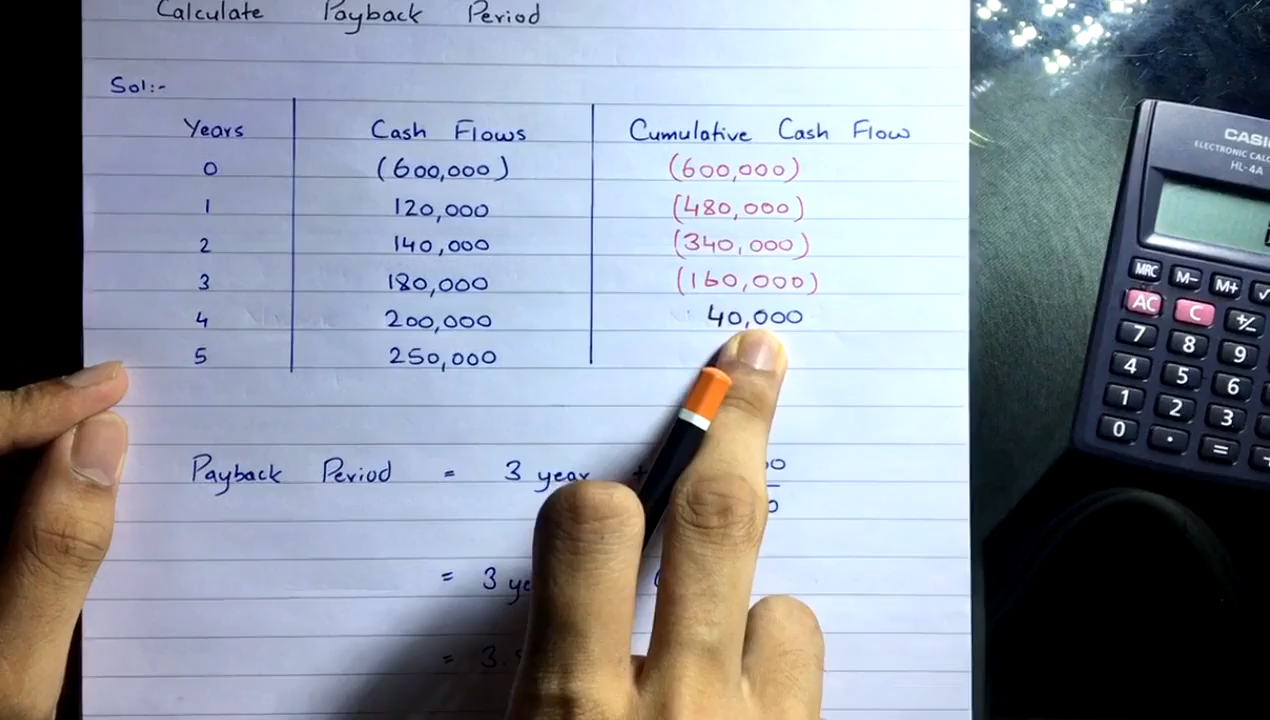 Calculate Payback Period
Sol:-
Years Cash Flows Cumulative Cash Flow
0 (600,000) (600,000)
1 120,000 (480,000)
2 140,000 (340,000)
3 180,000 (160,000)
4 200,000 40,000
5 250,000
Payback Period = 3 year +
= 3
= 3.
CASIO
HL-4A
MRC M- M+ √
AC C +/-
7 8 9
4 5 6
1 2 3
0 . = +